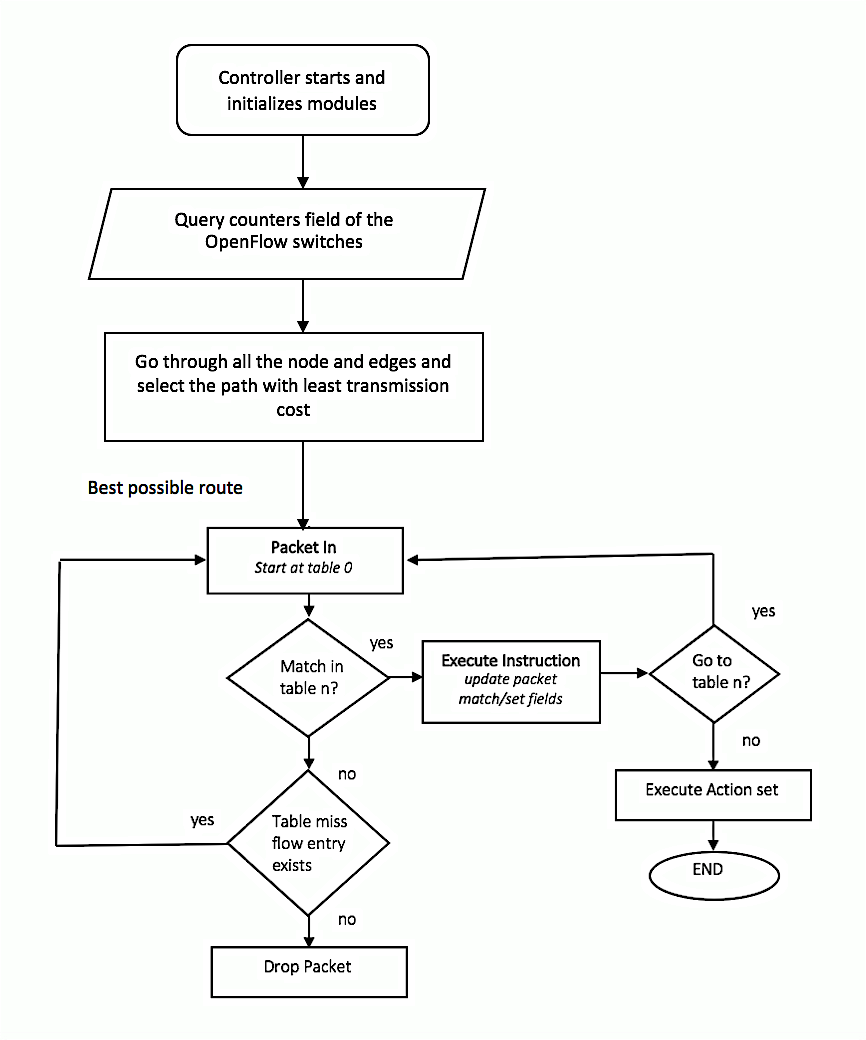 Controller starts and
initializes modules
Query counters field of the
OpenFlow switches
Go through all the node and edges and
select the path with least transmission
cost
Best possible route
Packet In
Start at table 0
Match in
table n?
yes
Execute Instruction
update packet
match/set fields
Go to
table n?
yes
no
Execute Action set
END
no
Table miss
flow entry
exists
yes
no
Drop Packet